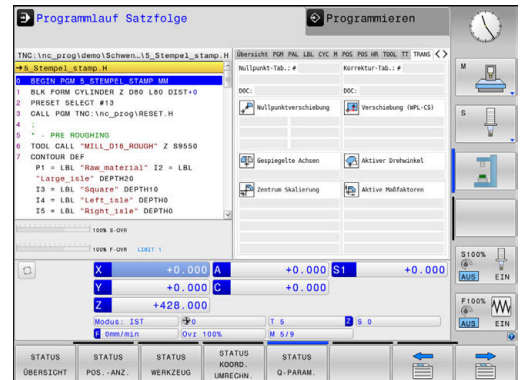 Programmlauf Satzfolge
Programmieren
TNC:\nc_prog\demo\Schwen…\5_Stempel_stamp.H
→5_Stempel_stamp.H
0 BEGIN PGM 5_STEMPEL_STAMP MM
1 BLK FORM CYLINDER Z D80 L80 DIST+0
2 PRESET SELECT #13
3 CALL PGM TNC:\nc_prog\RESET.H
4 ;
5 * - PRE ROUGHING
6 TOOL CALL "MILL_D16_ROUGH" Z S9550
7 CONTOUR DEF
P1 = LBL "Raw_material" I2 = LBL
"Large_isle" DEPTH20
I3 = LBL "Square" DEPTH10
I4 = LBL "Left_isle" DEPTH0
I5 = LBL "Right_isle" DEPTH0
Übersicht PGM PAL LBL CYC M POS POS HR TOOL TT TRANS
Nullpunkt-Tab.: #
Korrektur-Tab.: #
DOC:
DOC:
Nullpunktverschiebung
Verschiebung (WPL-CS)
Gespiegelte Achsen
Aktiver Drehwinkel
Zentrum Skalierung
Aktive Maßfaktoren
100% S-OVR
100% F-OVR LIMIT 1
X +0.000 A +0.000 S1 +0.000
Y +0.000 C +0.000
Z +428.000
Modus: IST 0 T 5 Z S 0
F 0mm/min Ovr 100% M 5/9
M
S
S100%
AUS EIN
F100%
AUS EIN
STATUS ÜBERSICHT
STATUS POS.-ANZ.
STATUS WERKZEUG
STATUS KOORD. UMRECHN.
STATUS Q-PARAM.